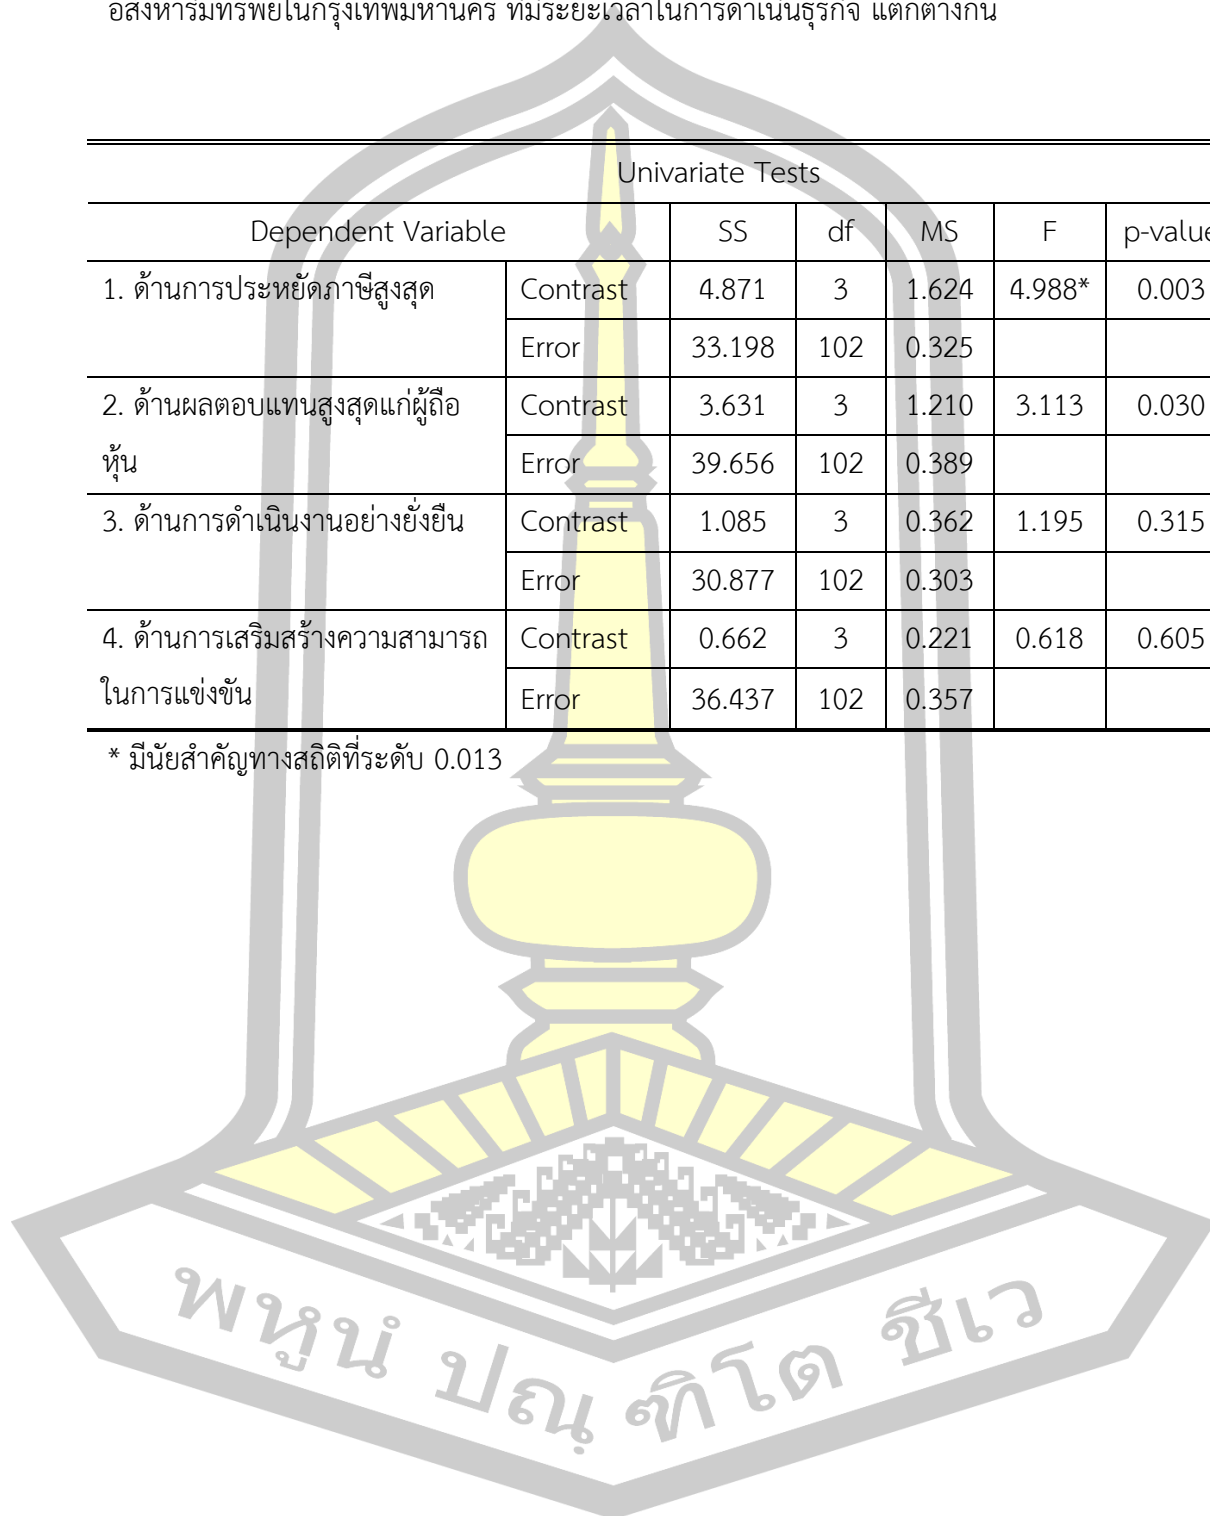 อสังหาริมทรัพย์ในกรุงเทพมหานคร ที่มีระยะเวลาในการดำเนินธุรกิจ แตกต่างกัน
Univariate Tests
Dependent Variable SS df MS F p-value
1. ด้านการประหยัดภาษีสูงสุด Contrast 4.871 3 1.624 4.988* 0.003
Error 33.198 102 0.325
2. ด้านผลตอบแทนสูงสุดแก่ผู้ถือ Contrast 3.631 3 1.210 3.113 0.030
หุ้น Error 39.656 102 0.389
3. ด้านการดำเนินงานอย่างยั่งยืน Contrast 1.085 3 0.362 1.195 0.315
Error 30.877 102 0.303
4. ด้านการเสริมสร้างความสามารถ Contrast 0.662 3 0.221 0.618 0.605
ในการแข่งขัน Error 36.437 102 0.357
* มีนัยสำคัญทางสถิติที่ระดับ 0.013
พหูนํ ปณฺฑิโต ชีเว